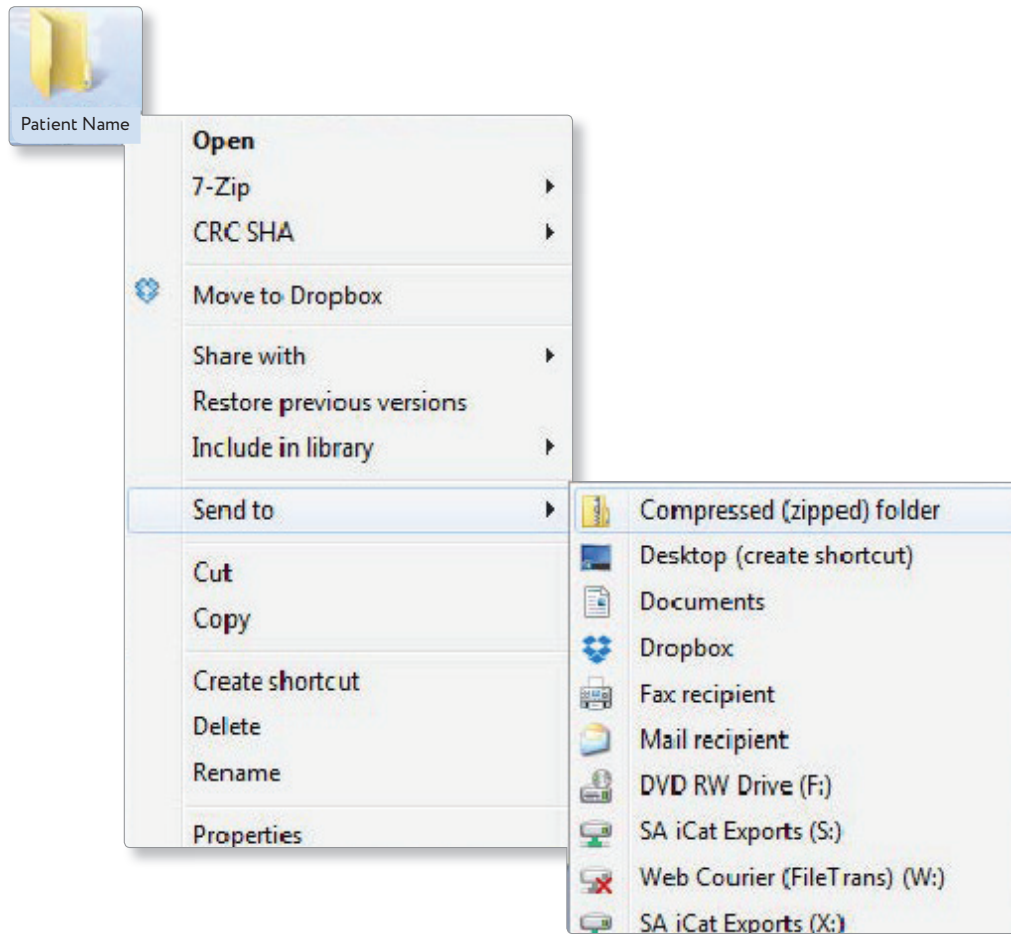 Patient Name
Open
7-Zip
CRC SHA
Move to Dropbox
Share with
Restore previous versions
Include in library
Send to
Cut
Copy
Create shortcut
Delete
Rename
Properties
Compressed (zipped) folder
Desktop (create shortcut)
Documents
Dropbox
Fax recipient
Mail recipient
DVD RW Drive (F:)
SA iCat Exports (S:)
Web Courier (FileTrans) (W:)
SA iCat Exports (X:)